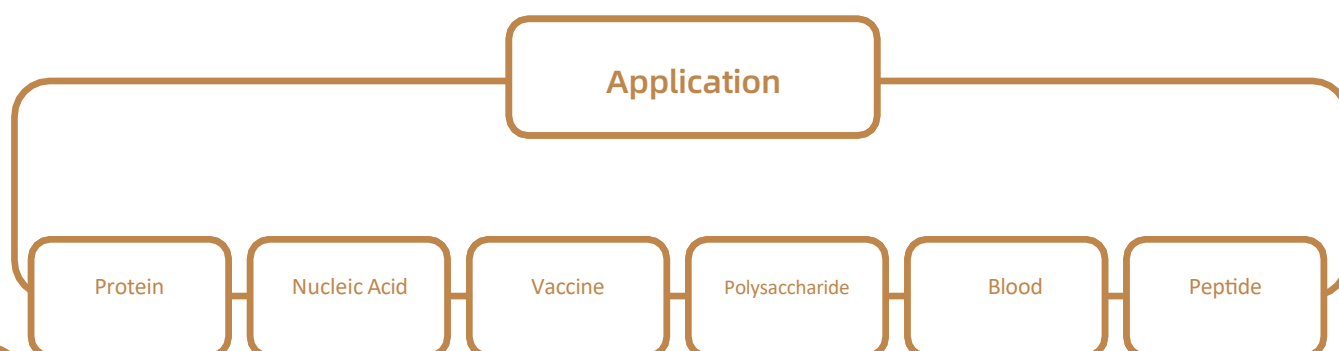 Application
Protein
Nucleic Acid
Vaccine
Polysaccharide
Blood
Peptide